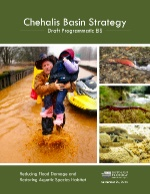 Chehalis Basin Strategy
Draft Programmatic EIS
Reducing Flood Damage and
Restoring Aquatic Species Habitat